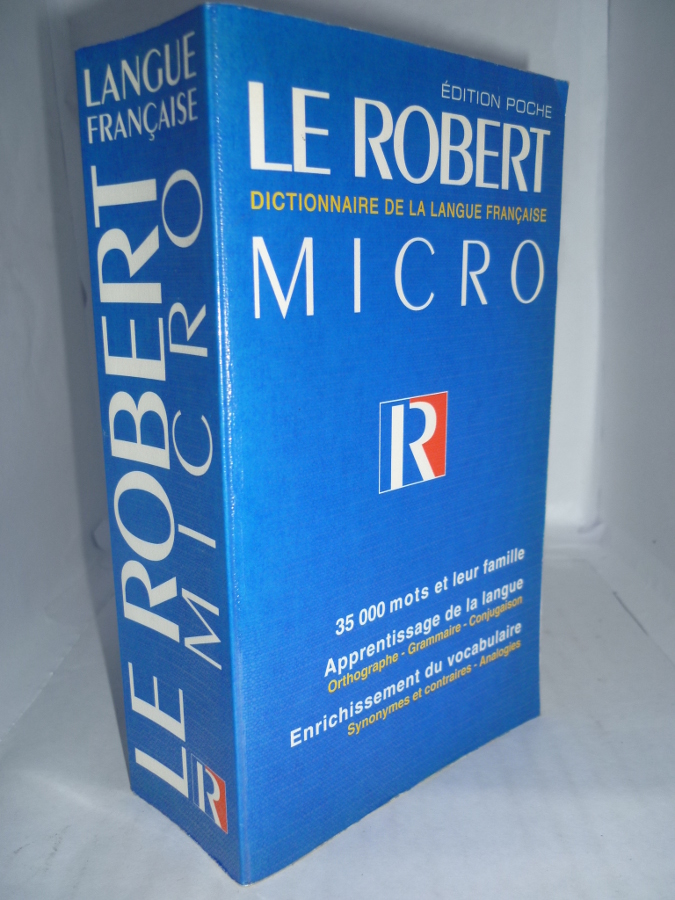 LANGUE
FRANÇAISE
LE ROBERT
MICRO
R
ÉDITION POCHE
LE ROBERT
DICTIONNAIRE DE LA LANGUE FRANÇAISE
MICRO
R
35 000 mots et leur famille
Apprentissage de la langue
Orthographe - Grammaire - Conjugaison
Enrichissement du vocabulaire
Synonymes et contraires - Analogies